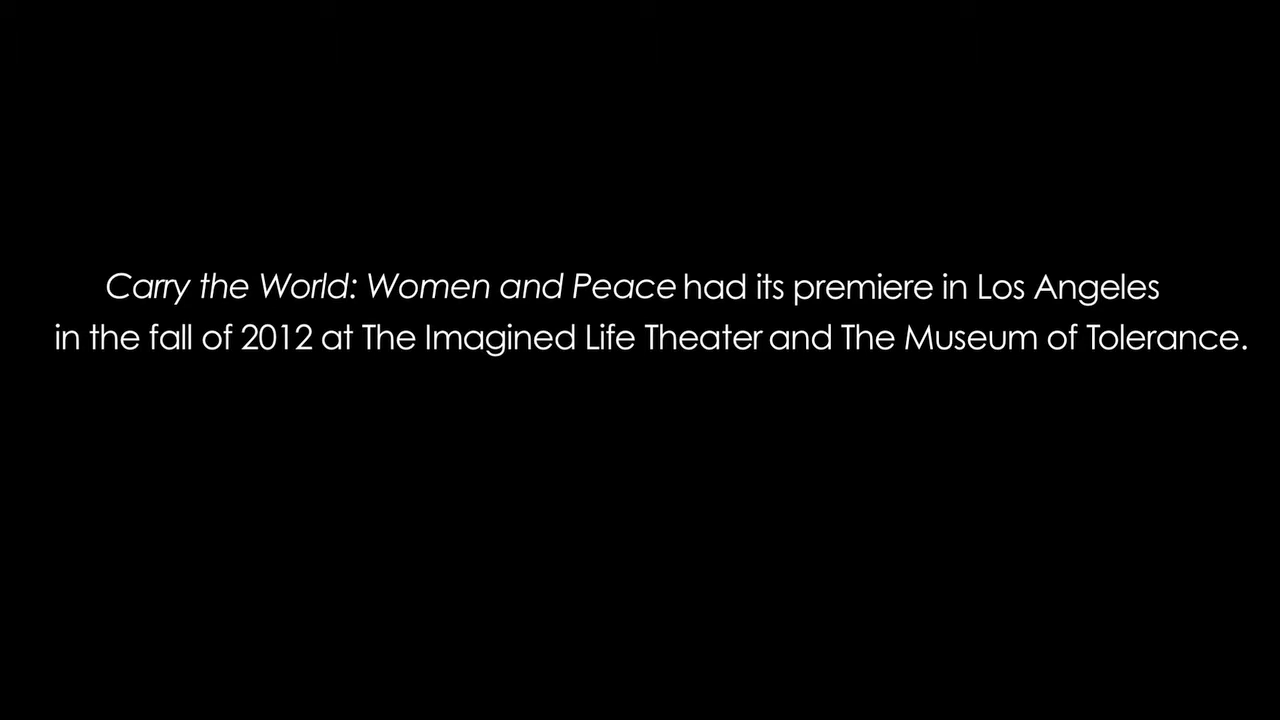 Carry the World: Women and Peace had its premiere in Los Angeles
in the fall of 2012 at The Imagined Life Theater and The Museum of Tolerance.